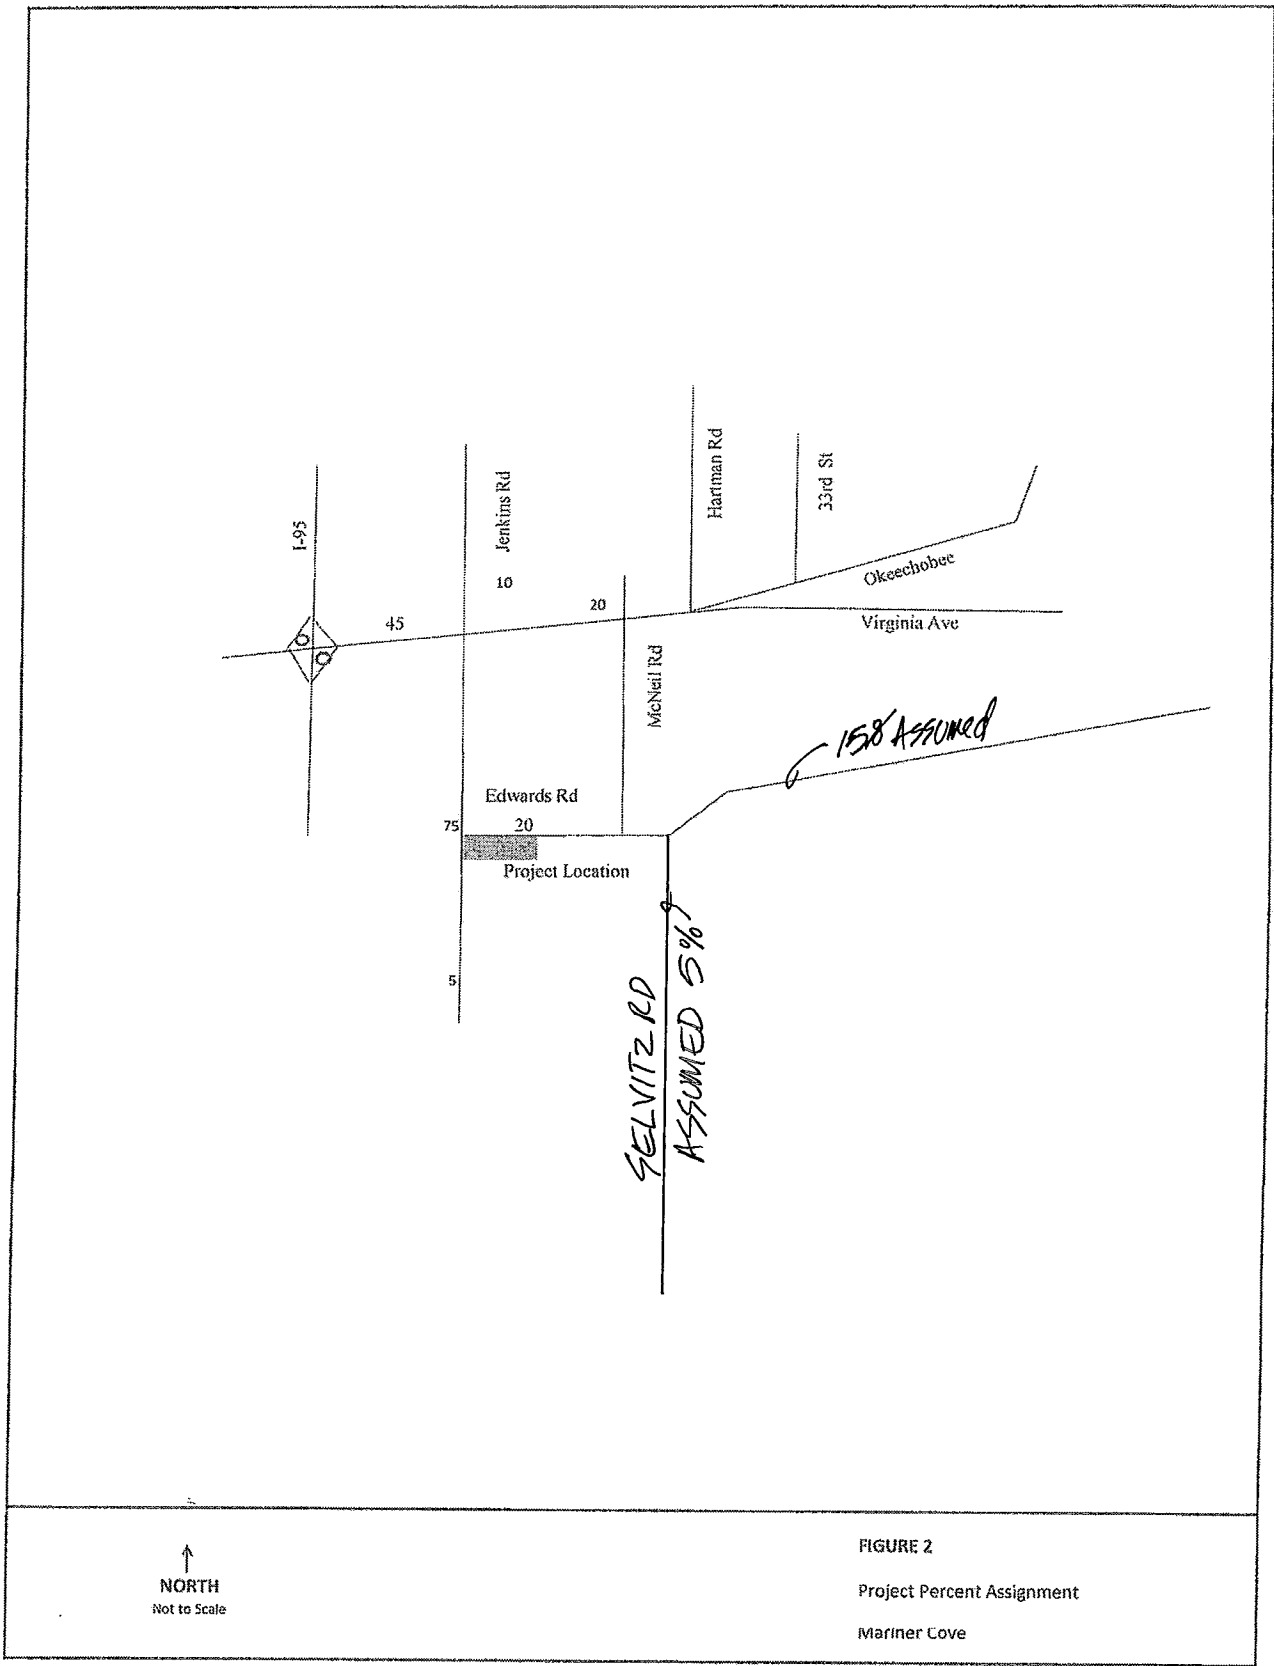 Hartman Rd
33rd St
Jenkins Rd
I-95
10
20
Okeechobee
45
Virginia Ave
McNeil Rd
15% Assumed
Edwards Rd
75
20
Project Location
5
SELVITZ RD
ASSUMED 5%
NORTH
Not to Scale
FIGURE 2
Project Percent Assignment
Mariner Cove